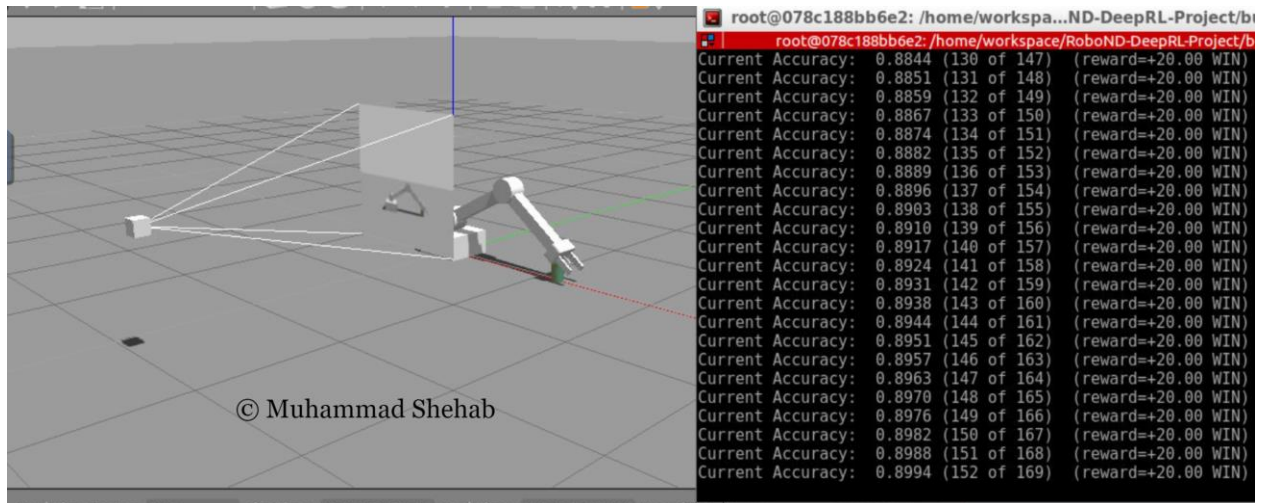 © Muhammad Shehab
root@078c188bb6e2: /home/workspa...ND-DeepRL-Project/bu
root@078c188bb6e2: /home/workspace/RoboND-DeepRL-Project/b
Current Accuracy: 0.8844 (130 of 147) (reward=+20.00 WIN)
Current Accuracy: 0.8851 (131 of 148) (reward=+20.00 WIN)
Current Accuracy: 0.8859 (132 of 149) (reward=+20.00 WIN)
Current Accuracy: 0.8867 (133 of 150) (reward=+20.00 WIN)
Current Accuracy: 0.8874 (134 of 151) (reward=+20.00 WIN)
Current Accuracy: 0.8882 (135 of 152) (reward=+20.00 WIN)
Current Accuracy: 0.8889 (136 of 153) (reward=+20.00 WIN)
Current Accuracy: 0.8896 (137 of 154) (reward=+20.00 WIN)
Current Accuracy: 0.8903 (138 of 155) (reward=+20.00 WIN)
Current Accuracy: 0.8910 (139 of 156) (reward=+20.00 WIN)
Current Accuracy: 0.8917 (140 of 157) (reward=+20.00 WIN)
Current Accuracy: 0.8924 (141 of 158) (reward=+20.00 WIN)
Current Accuracy: 0.8931 (142 of 159) (reward=+20.00 WIN)
Current Accuracy: 0.8938 (143 of 160) (reward=+20.00 WIN)
Current Accuracy: 0.8944 (144 of 161) (reward=+20.00 WIN)
Current Accuracy: 0.8951 (145 of 162) (reward=+20.00 WIN)
Current Accuracy: 0.8957 (146 of 163) (reward=+20.00 WIN)
Current Accuracy: 0.8963 (147 of 164) (reward=+20.00 WIN)
Current Accuracy: 0.8970 (148 of 165) (reward=+20.00 WIN)
Current Accuracy: 0.8976 (149 of 166) (reward=+20.00 WIN)
Current Accuracy: 0.8982 (150 of 167) (reward=+20.00 WIN)
Current Accuracy: 0.8988 (151 of 168) (reward=+20.00 WIN)
Current Accuracy: 0.8994 (152 of 169) (reward=+20.00 WIN)